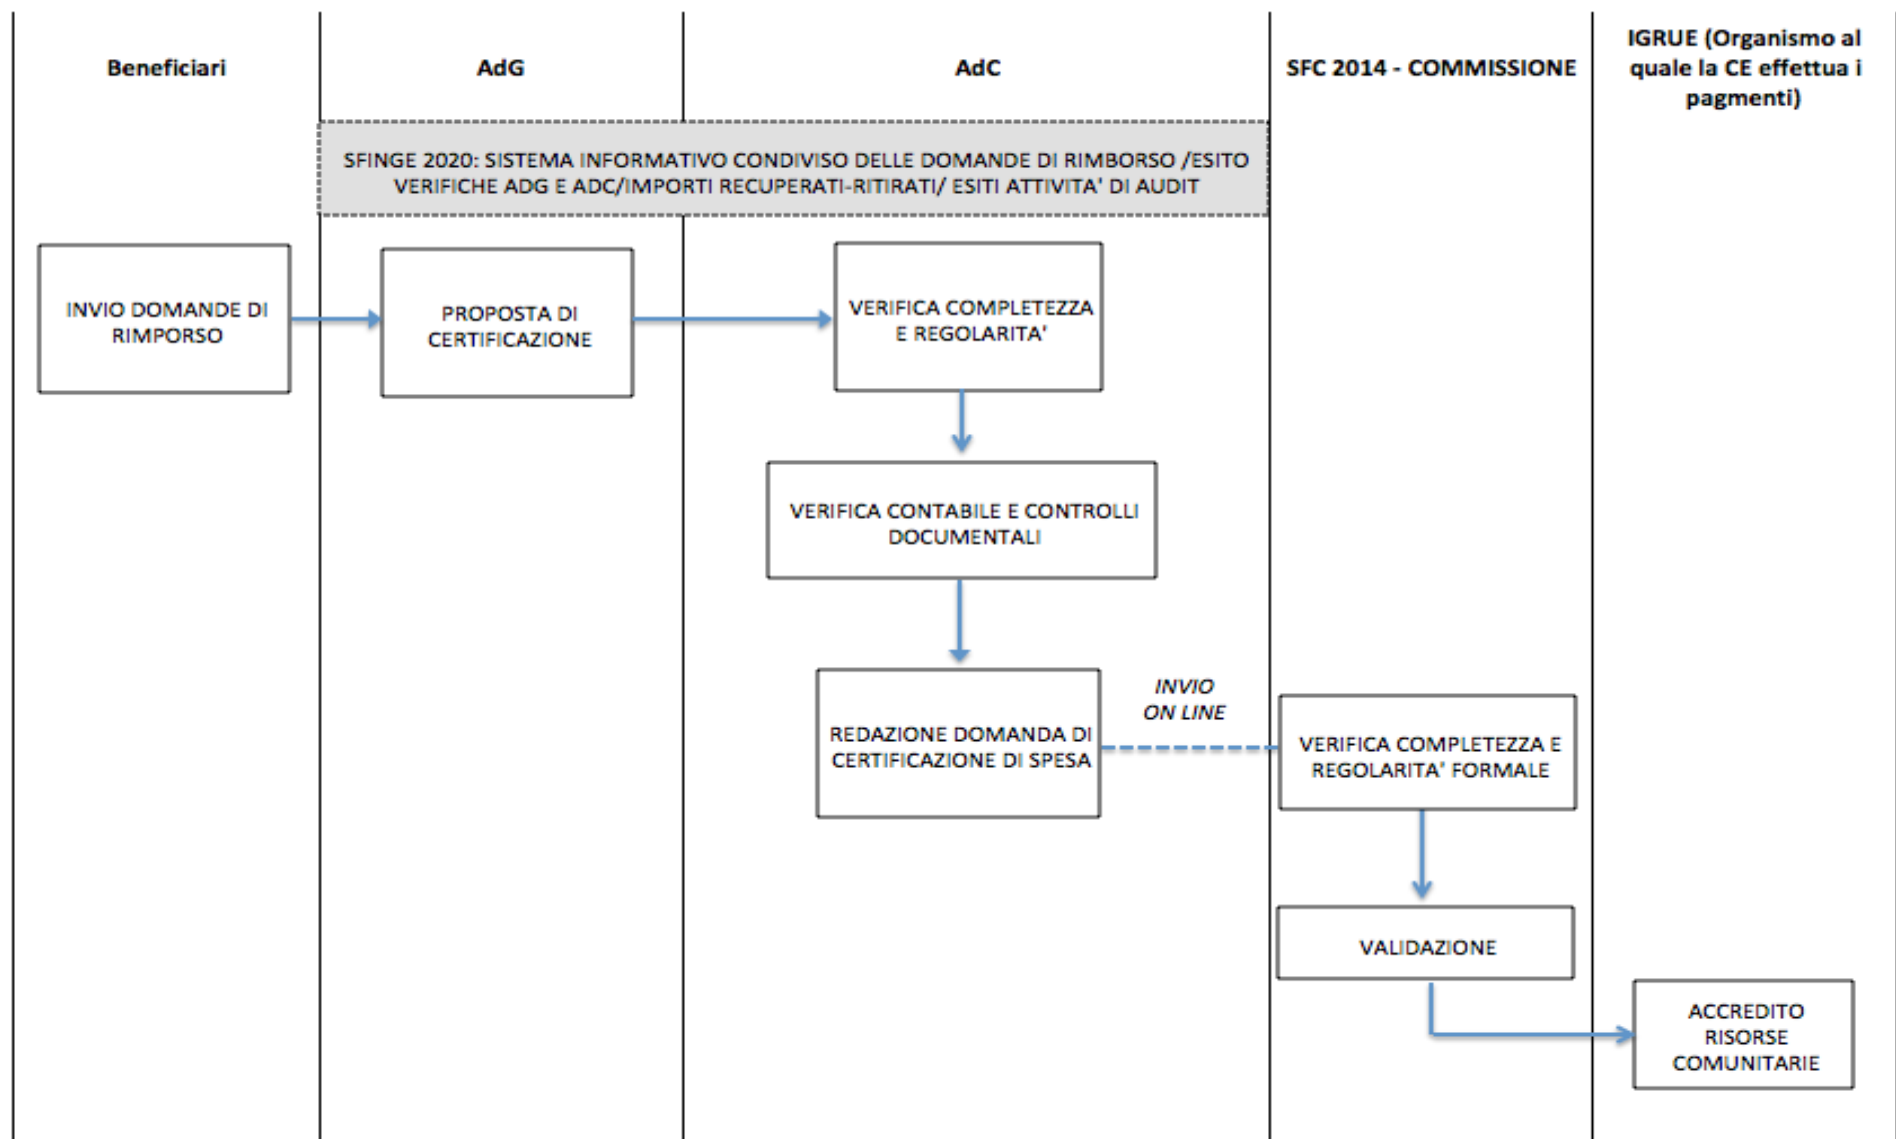 Beneficiari
AdG
AdC
SFC 2014 - COMMISSIONE
IGRUE (Organismo al
quale la CE effettua i
pagmenti)
SFINGE 2020: SISTEMA INFORMATIVO CONDIVISO DELLE DOMANDE DI RIMBORSO /ESITO
VERIFICHE ADG E ADC/IMPORTI RECUPERATI-RITIRATI/ ESITI ATTIVITA' DI AUDIT
INVIO DOMANDE DI
RIMPORSO
PROPOSTA DI
CERTIFICAZIONE
VERIFICA COMPLETEZZA
E REGOLARITA'
VERIFICA CONTABILE E CONTROLLI
DOCUMENTALI
REDAZIONE DOMANDA DI
CERTIFICAZIONE DI SPESA
INVIO
ON LINE
VERIFICA COMPLETEZZA E
REGOLARITA' FORMALE
VALIDAZIONE
ACCREDITO
RISORSE
COMUNITARIE